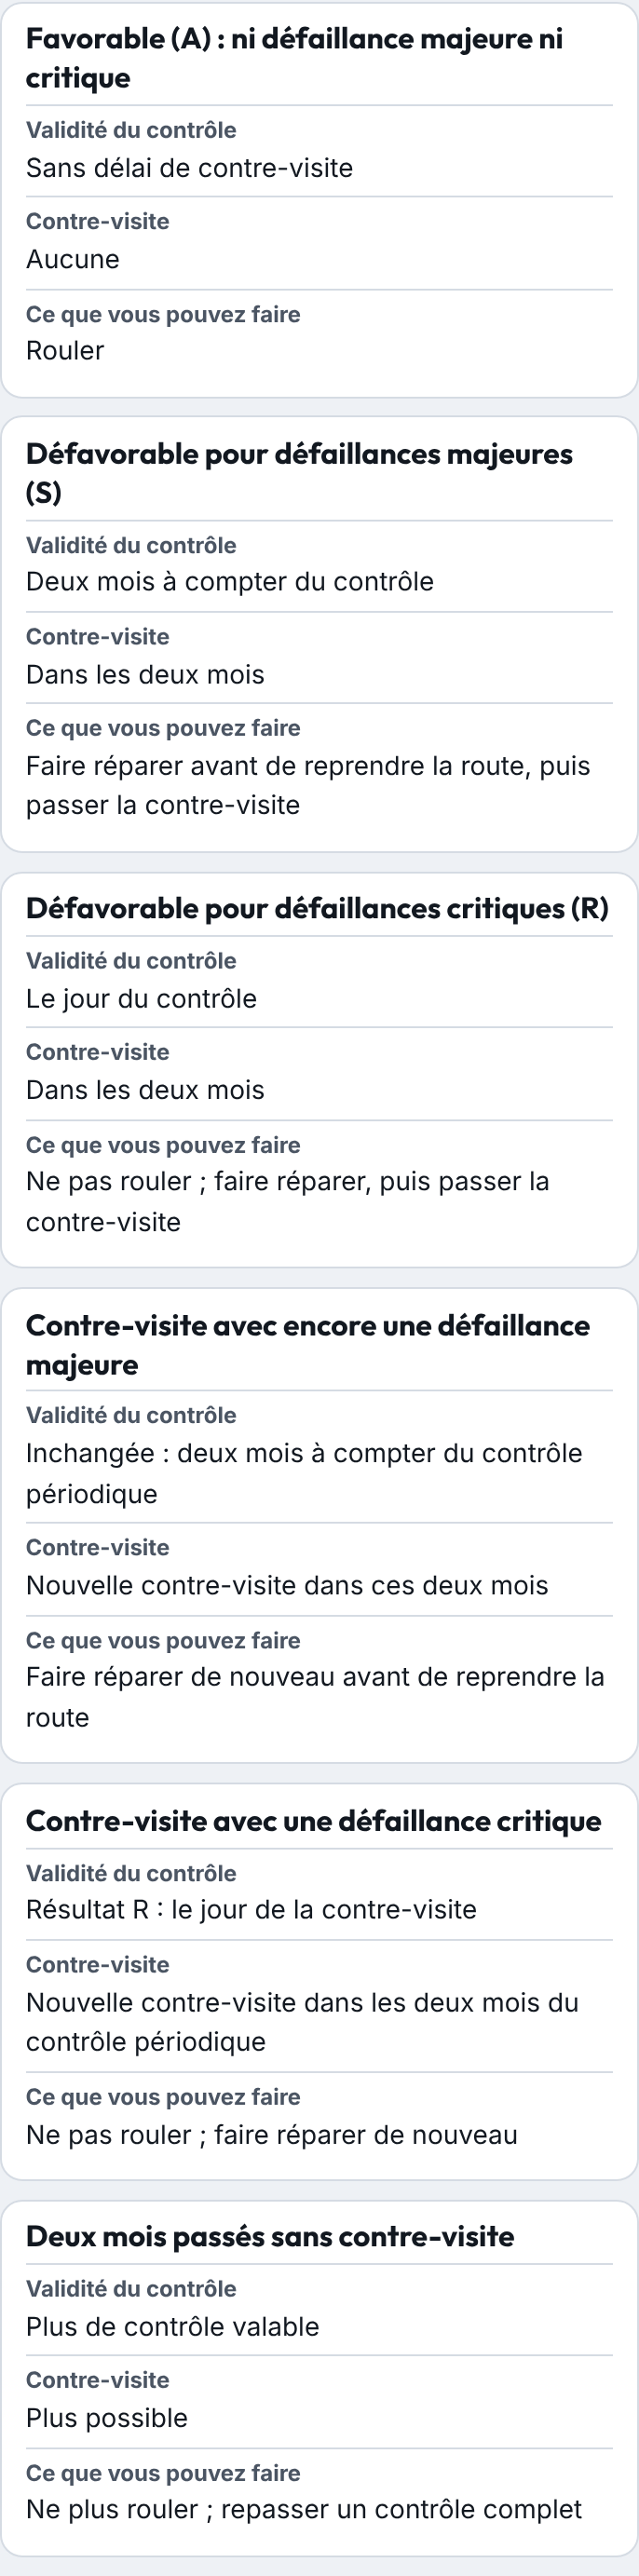 Favorable (A) : ni défaillance majeure ni
critique
Validité du contrôle
Sans délai de contre-visite
Contre-visite
Aucune
Ce que vous pouvez faire
Rouler
Défavorable pour défaillances majeures
(S)
Validité du contrôle
Deux mois à compter du contrôle
Contre-visite
Dans les deux mois
Ce que vous pouvez faire
Faire réparer avant de reprendre la route, puis
passer la contre-visite
Défavorable pour défaillances critiques (R)
Validité du contrôle
Le jour du contrôle
Contre-visite
Dans les deux mois
Ce que vous pouvez faire
Ne pas rouler ; faire réparer, puis passer la
contre-visite
Contre-visite avec encore une défaillance
majeure
Validité du contrôle
Inchangée : deux mois à compter du contrôle
périodique
Contre-visite
Nouvelle contre-visite dans ces deux mois
Ce que vous pouvez faire
Faire réparer de nouveau avant de reprendre la
route
Contre-visite avec une défaillance critique
Validité du contrôle
Résultat R : le jour de la contre-visite
Contre-visite
Nouvelle contre-visite dans les deux mois du
contrôle périodique
Ce que vous pouvez faire
Ne pas rouler ; faire réparer de nouveau
Deux mois passés sans contre-visite
Validité du contrôle
Plus de contrôle valable
Contre-visite
Plus possible
Ce que vous pouvez faire
Ne plus rouler ; repasser un contrôle complet